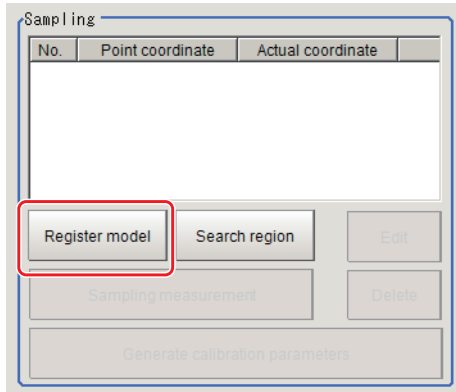 Sampling
No. Point coordinate Actual coordinate
Register model Search region Edit
Sampling measurement Delete
Generate calibration parameters